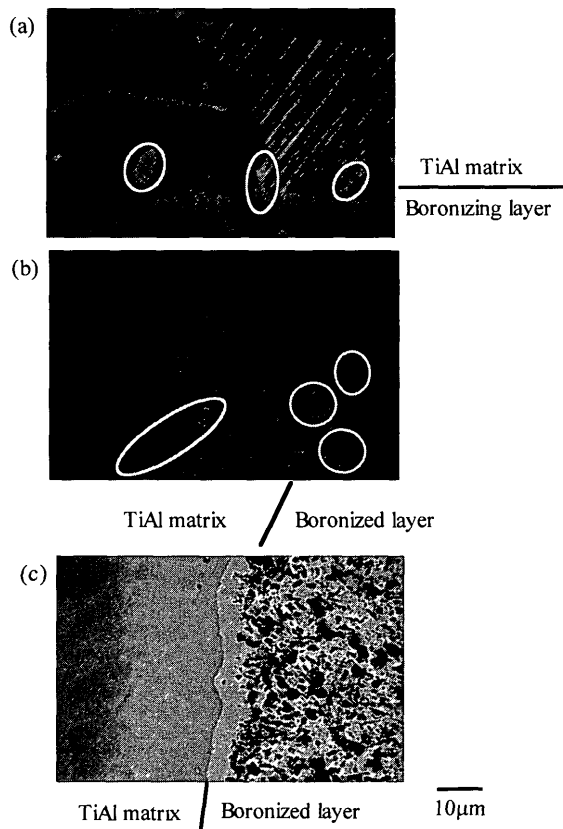 (a)
TiAl matrix
Boronizing layer
(b)
TiAl matrix
Boronized layer
(c)
TiAl matrix
Boronized layer
10μm